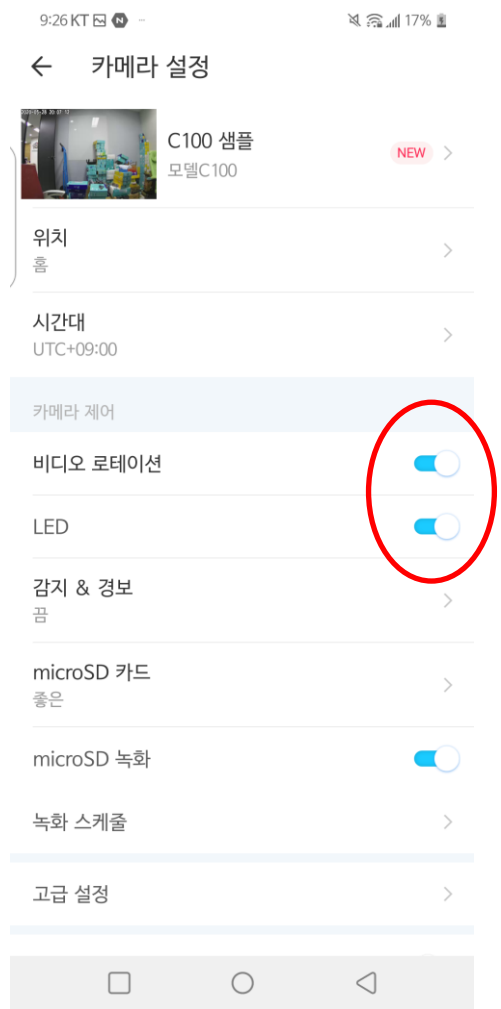 9:26 KT N
17%
카메라 설정
C100 샘플
NEW
모델C100
위치
홈
시간대
UTC+09:00
카메라 제어
비디오 로테이션
LED
감지 & 경보
끔
microSD 카드
좋은
microSD 녹화
녹화 스케줄
고급 설정